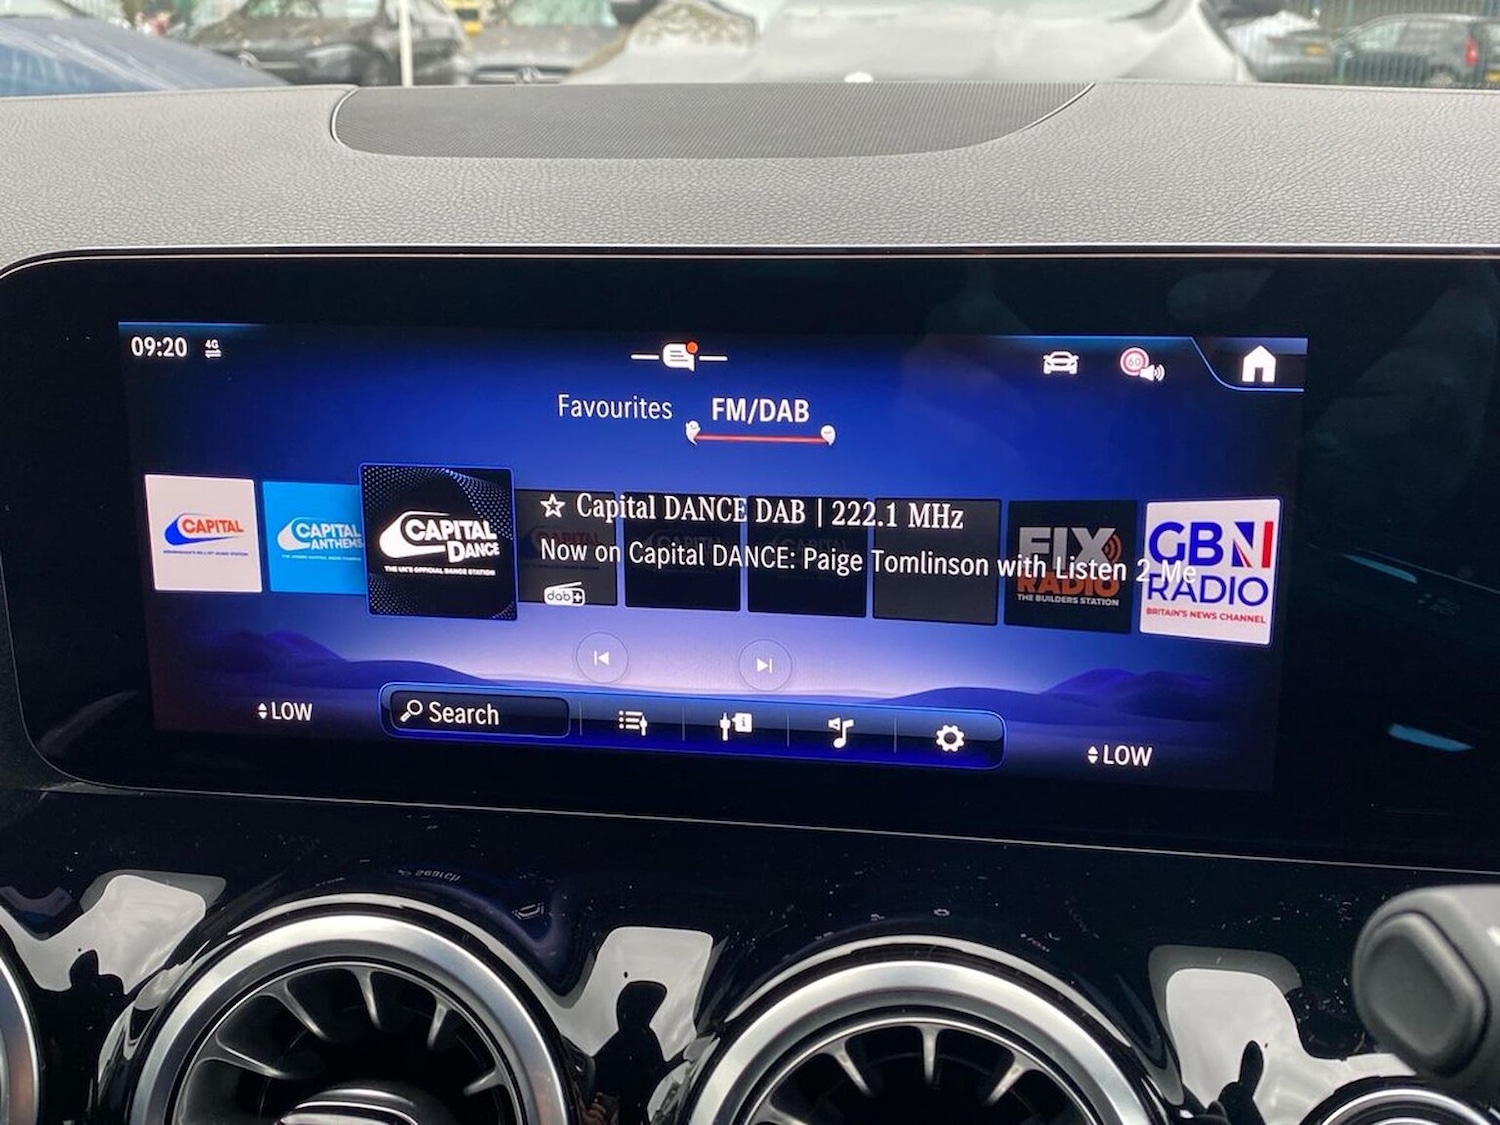 09:20 4G
60
Favourites FM/DAB
CAPITAL
CAPITAL
ANTHEMS
CAPITAL
DANCE
THE UK'S OFFICIAL DANCE STATION
☆ Capital DANCE DAB | 222.1 MHz
Now on Capital DANCE: Paige Tomlinson with Listen 2 Me
dab+
FIX
RADIO
THE BUILDERS STATION
GBN
RADIO
BRITAIN'S NEWS CHANNEL
LOW
Search
LOW